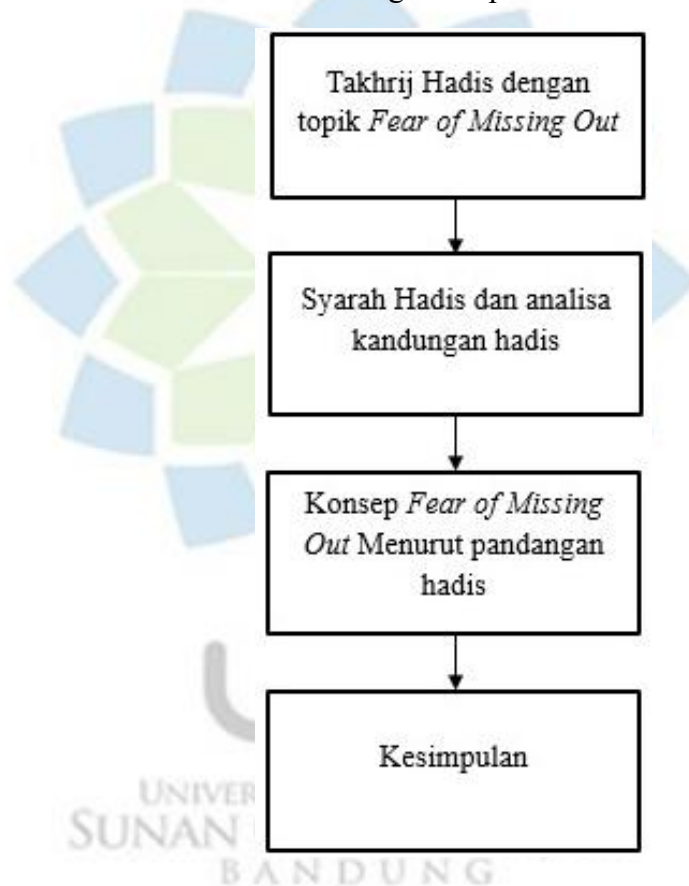 Takhrij Hadis dengan
topik Fear of Missing Out
Syarah Hadis dan analisa
kandungan hadis
Konsep Fear of Missing
Out Menurut pandangan
hadis
Kesimpulan
SUNAN
BANDUNG